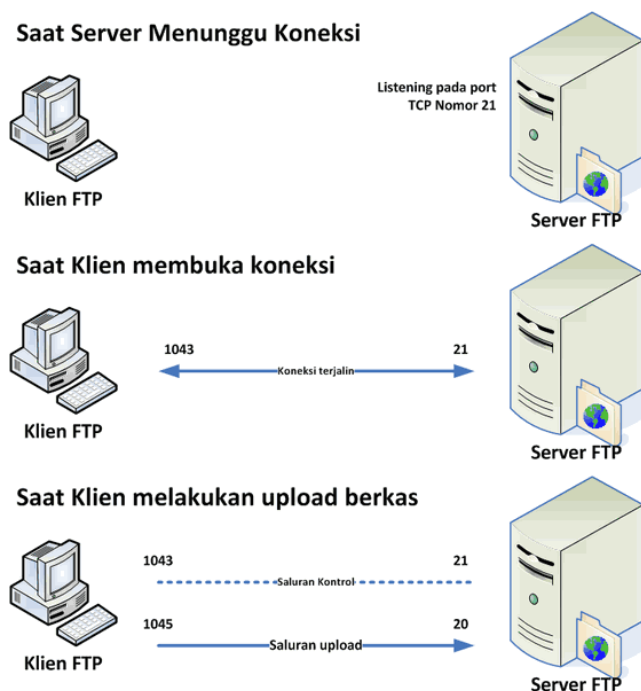 Saat Server Menunggu Koneksi
Listening pada port
TCP Nomor 21
Klien FTP
Server FTP
Saat Klien membuka koneksi
1043
21
Koneksi terjalin
Klien FTP
Server FTP
Saat Klien melakukan upload berkas
1043
21
Saluran Kontrol
1045
20
Saluran upload
Klien FTP
Server FTP